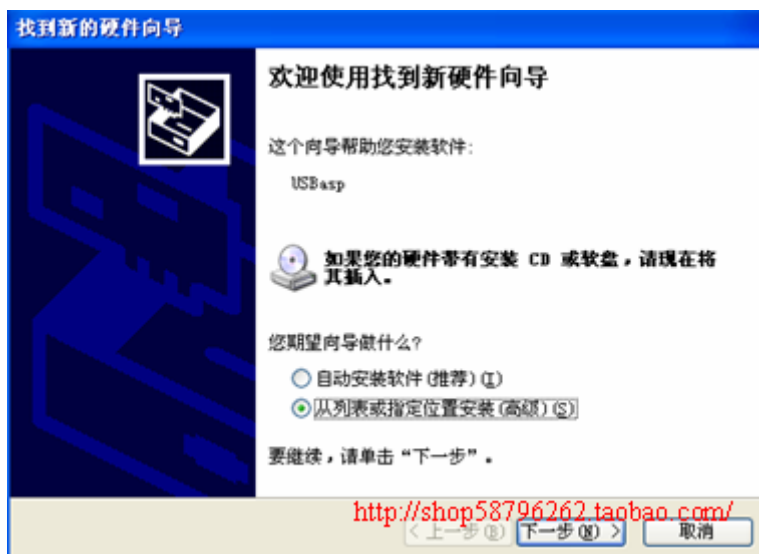 找到新的硬件向导
欢迎使用找到新硬件向导
这个向导帮助您安装软件:
USBasp
如果您的硬件带有安装 CD 或软盘，请现在将
其插入。
您期望向导做什么?
自动安装软件(推荐)(I)
从列表或指定位置安装(高级)(S)
要继续，请单击“下一步”。
http://shop58796262.taobao.com/
< 上一步(B) 下一步(N) > 取消